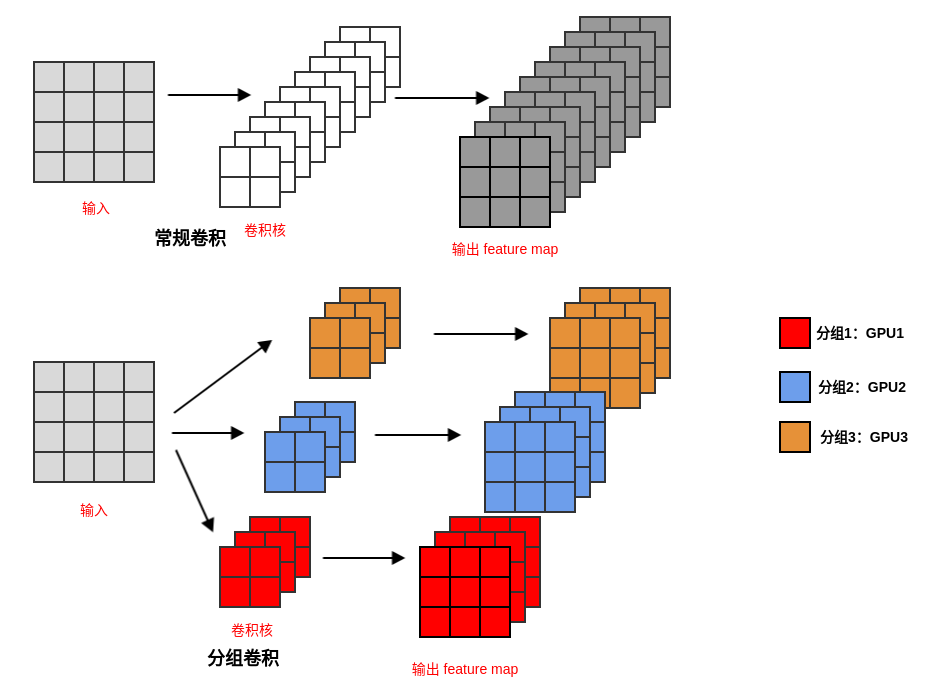 输入
卷积核
常规卷积
输出 feature map
分组1：GPU1
分组2：GPU2
分组3：GPU3
输入
卷积核
分组卷积
输出 feature map